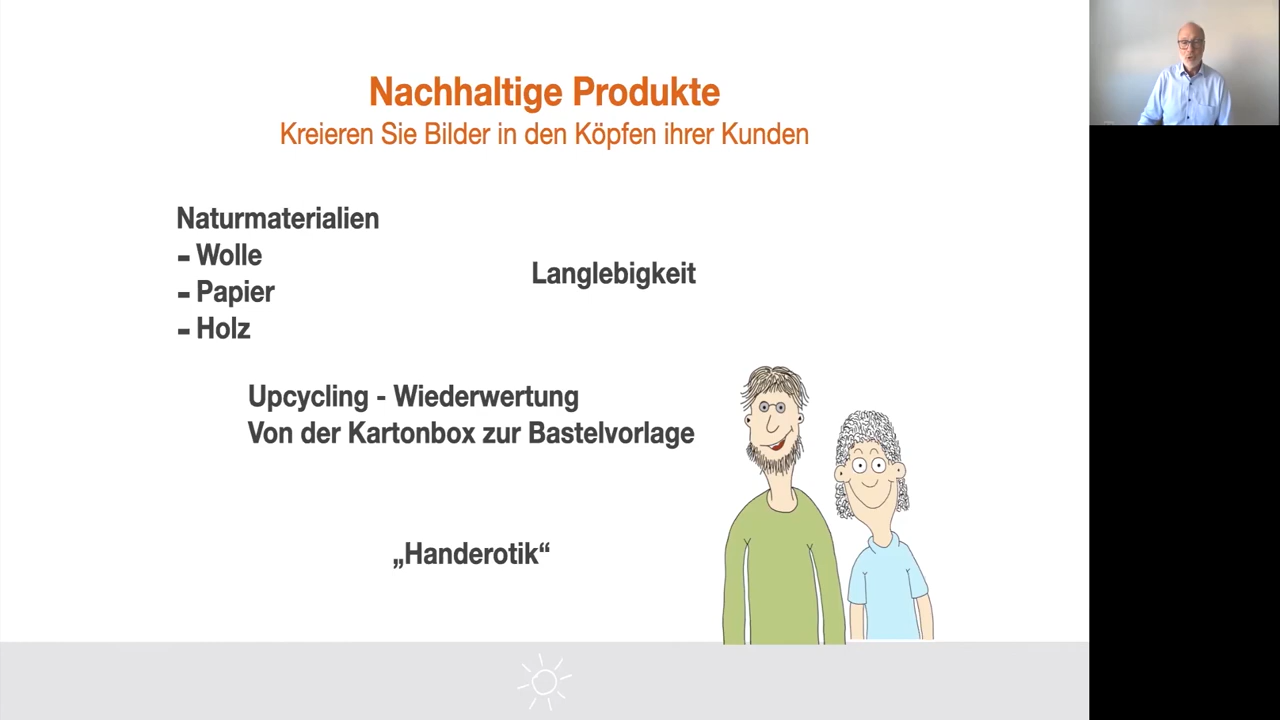 Nachhaltige Produkte
Kreieren Sie Bilder in den Köpfen ihrer Kunden
Naturmaterialien
- Wolle
- Papier
- Holz
Langlebigkeit
Upcycling - Wiederwertung
Von der Kartonbox zur Bastelvorlage
„Handerotik“